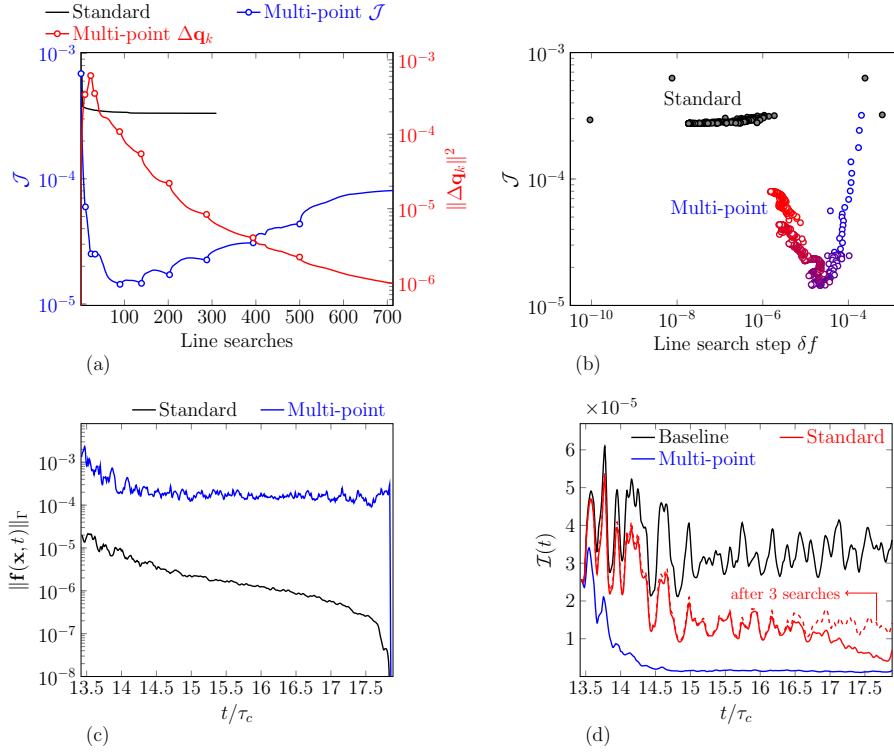 Standard
Multi-point 𝒥
Multi-point Δq_k
10^−3
10^−4
10^−5
𝒥
10^−3
10^−4
10^−5
10^−6
||Δq_k||^2
100 200 300 400 500 600 700
Line searches
(a)
10^−3
10^−4
10^−5
𝒥
Standard
Multi-point
10^−10 10^−8 10^−6 10^−4
Line search step δf
(b)
Standard
Multi-point
10^−3
10^−4
10^−5
10^−6
10^−7
10^−8
||f(x, t)||_Γ
13.5 14 14.5 15 15.5 16 16.5 17 17.5
t/τ_c
(c)
×10^−5
Baseline
Standard
Multi-point
6
5
4
3
2
1
ℐ(t)
after 3 searches
13.5 14 14.5 15 15.5 16 16.5 17 17.5
t/τ_c
(d)